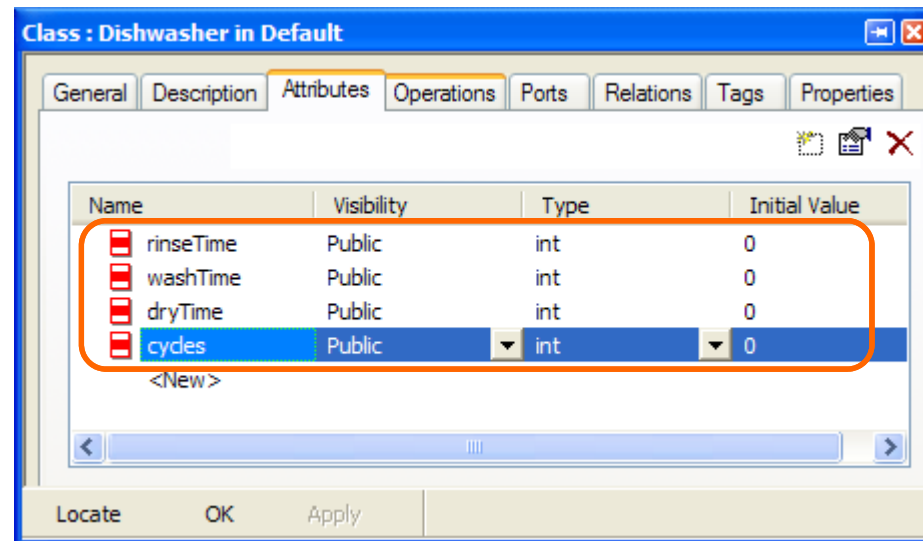 Class : Dishwasher in Default
General Description Attributes Operations Ports Relations Tags Properties
Name Visibility Type Initial Value
rinseTime Public int 0
washTime Public int 0
dryTime Public int 0
cycles Public int 0
<New>
Locate OK Apply